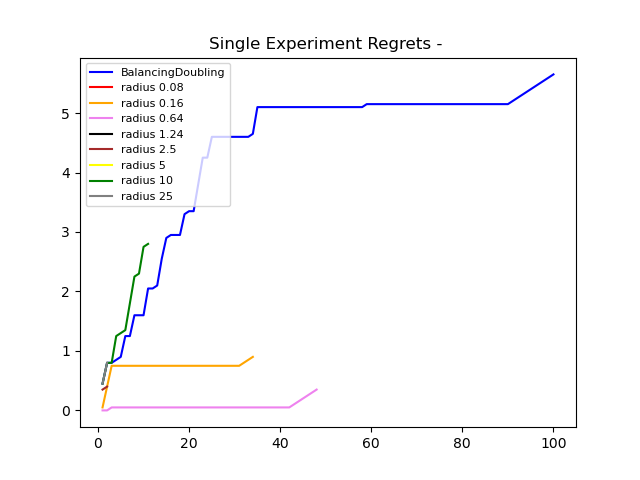 Single Experiment Regrets -
BalancingDoubling
radius 0.08
radius 0.16
radius 0.64
radius 1.24
radius 2.5
radius 5
radius 10
radius 25
5
4
3
2
1
0
0 20 40 60 80 100